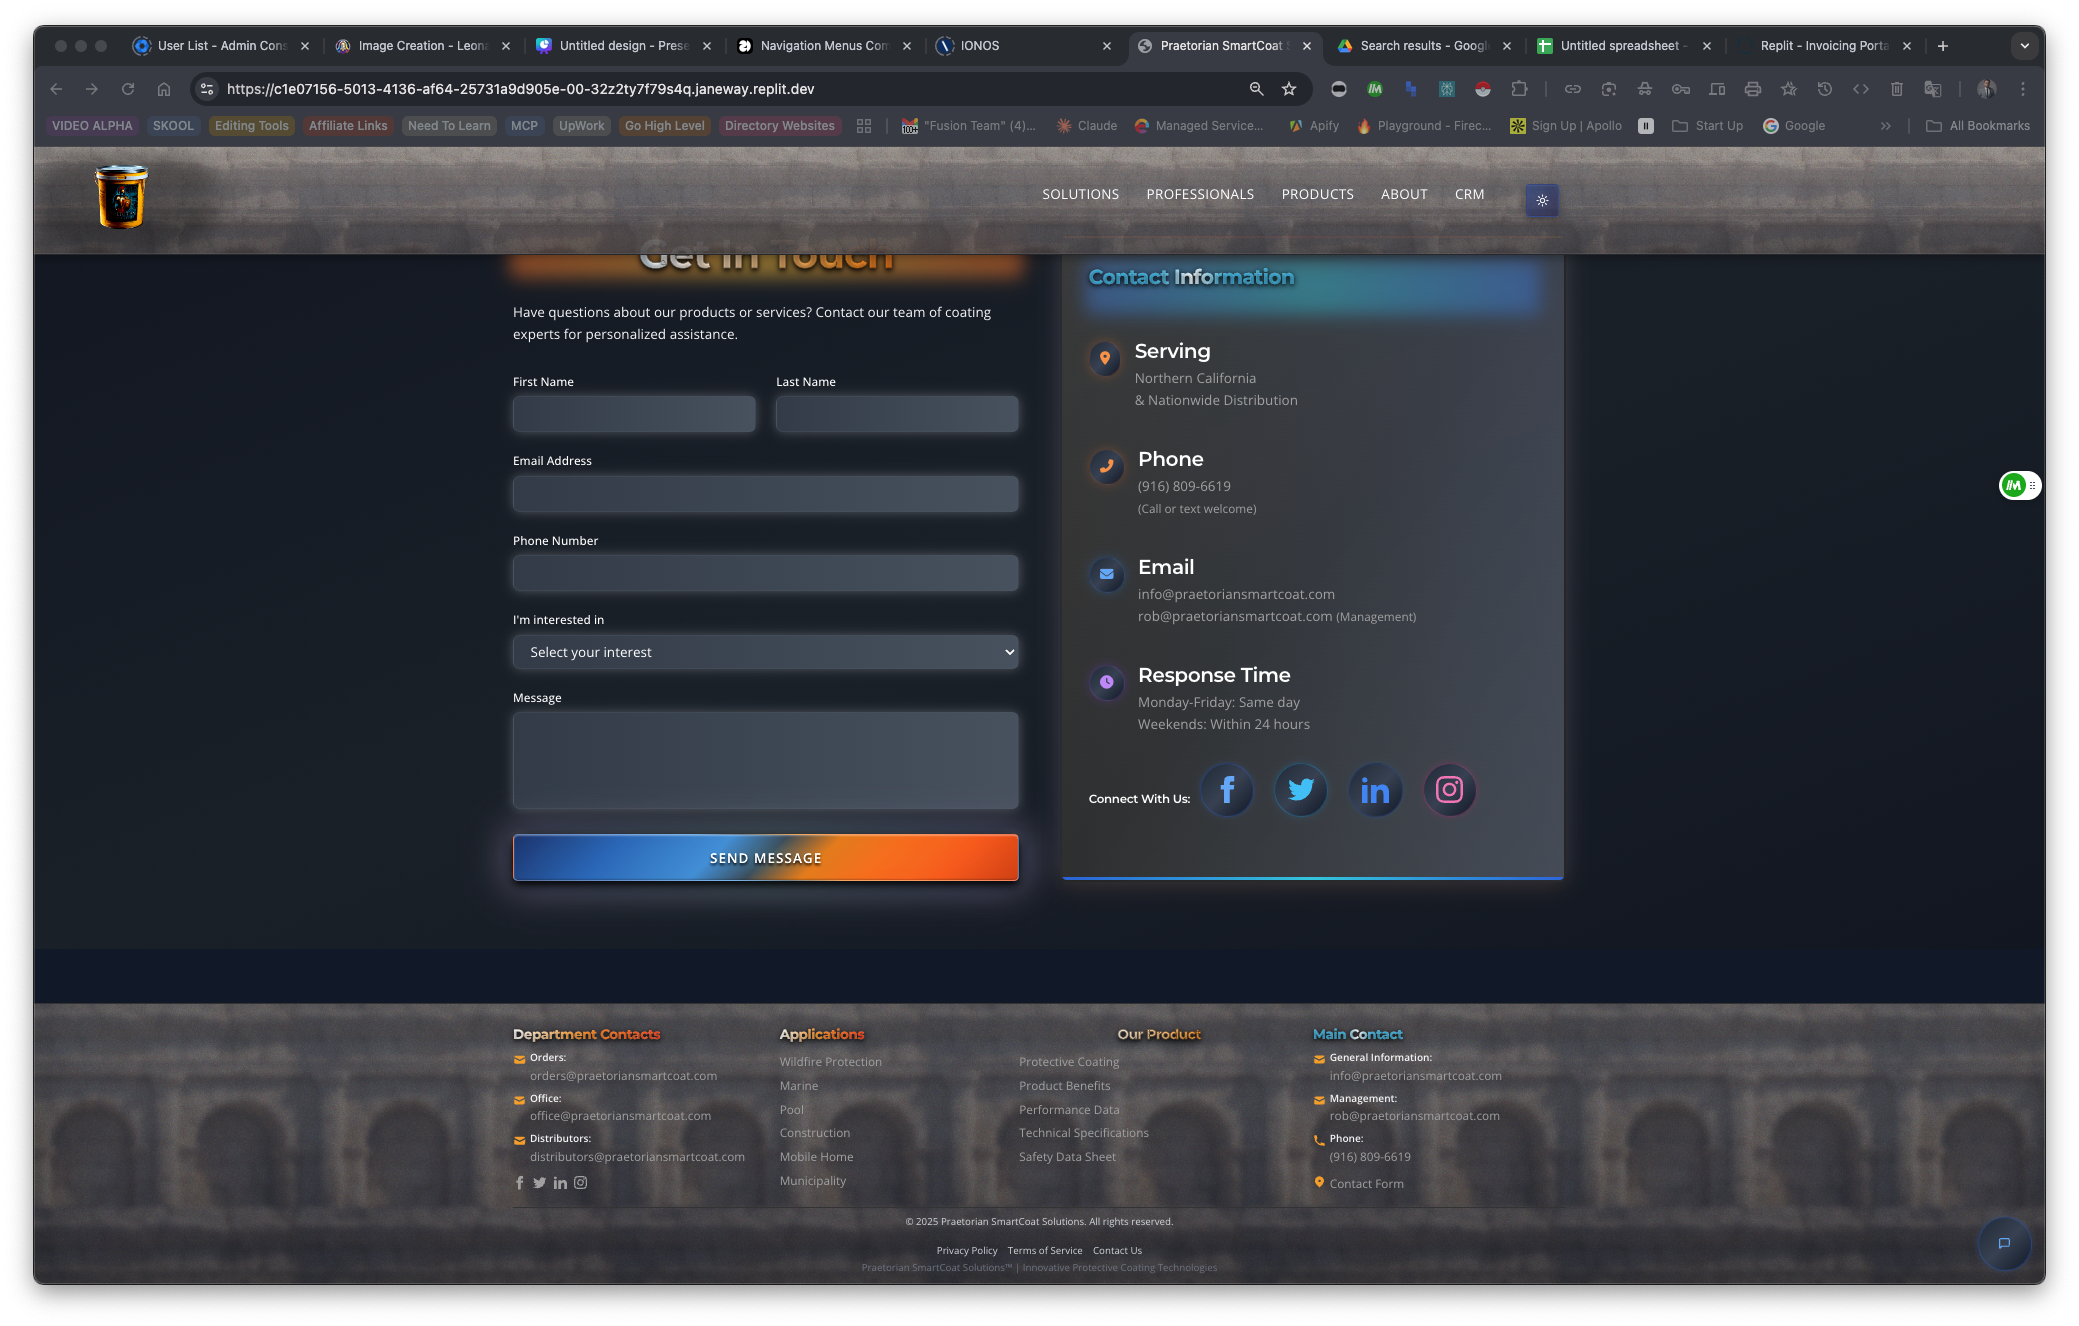 User List - Admin Cons
Image Creation - Leona
Untitled design - Prese
Navigation Menus Com
IONOS
Praetorian SmartCoat S
Search results - Googl
Untitled spreadsheet -
Replit - Invoicing Porta
https://c1e07156-5013-4136-af64-25731a9d905e-00-32z2ty7f79s4q.janeway.replit.dev
VIDEO ALPHA
SKOOL
Editing Tools
Affiliate Links
Need To Learn
MCP
UpWork
Go High Level
Directory Websites
"Fusion Team" (4)...
Claude
Managed Service...
Apify
Playground - Firec...
Sign Up | Apollo
Start Up
Google
All Bookmarks
SOLUTIONS
PROFESSIONALS
PRODUCTS
ABOUT
CRM
Get In Touch
Have questions about our products or services? Contact our team of coating
experts for personalized assistance.
First Name
Last Name
Email Address
Phone Number
I'm interested in
Select your interest
Message
SEND MESSAGE
Contact Information
Serving
Northern California
& Nationwide Distribution
Phone
(916) 809-6619
(Call or text welcome)
Email
info@praetoriansmartcoat.com
rob@praetoriansmartcoat.com (Management)
Response Time
Monday-Friday: Same day
Weekends: Within 24 hours
Connect With Us:
Department Contacts
Orders:
orders@praetoriansmartcoat.com
Office:
office@praetoriansmartcoat.com
Distributors:
distributors@praetoriansmartcoat.com
Applications
Wildfire Protection
Marine
Pool
Construction
Mobile Home
Municipality
Our Product
Protective Coating
Product Benefits
Performance Data
Technical Specifications
Safety Data Sheet
Main Contact
General Information:
info@praetoriansmartcoat.com
Management:
rob@praetoriansmartcoat.com
Phone:
(916) 809-6619
Contact Form
© 2025 Praetorian SmartCoat Solutions. All rights reserved.
Privacy Policy
Terms of Service
Contact Us
Praetorian SmartCoat Solutions™ | Innovative Protective Coating Technologies